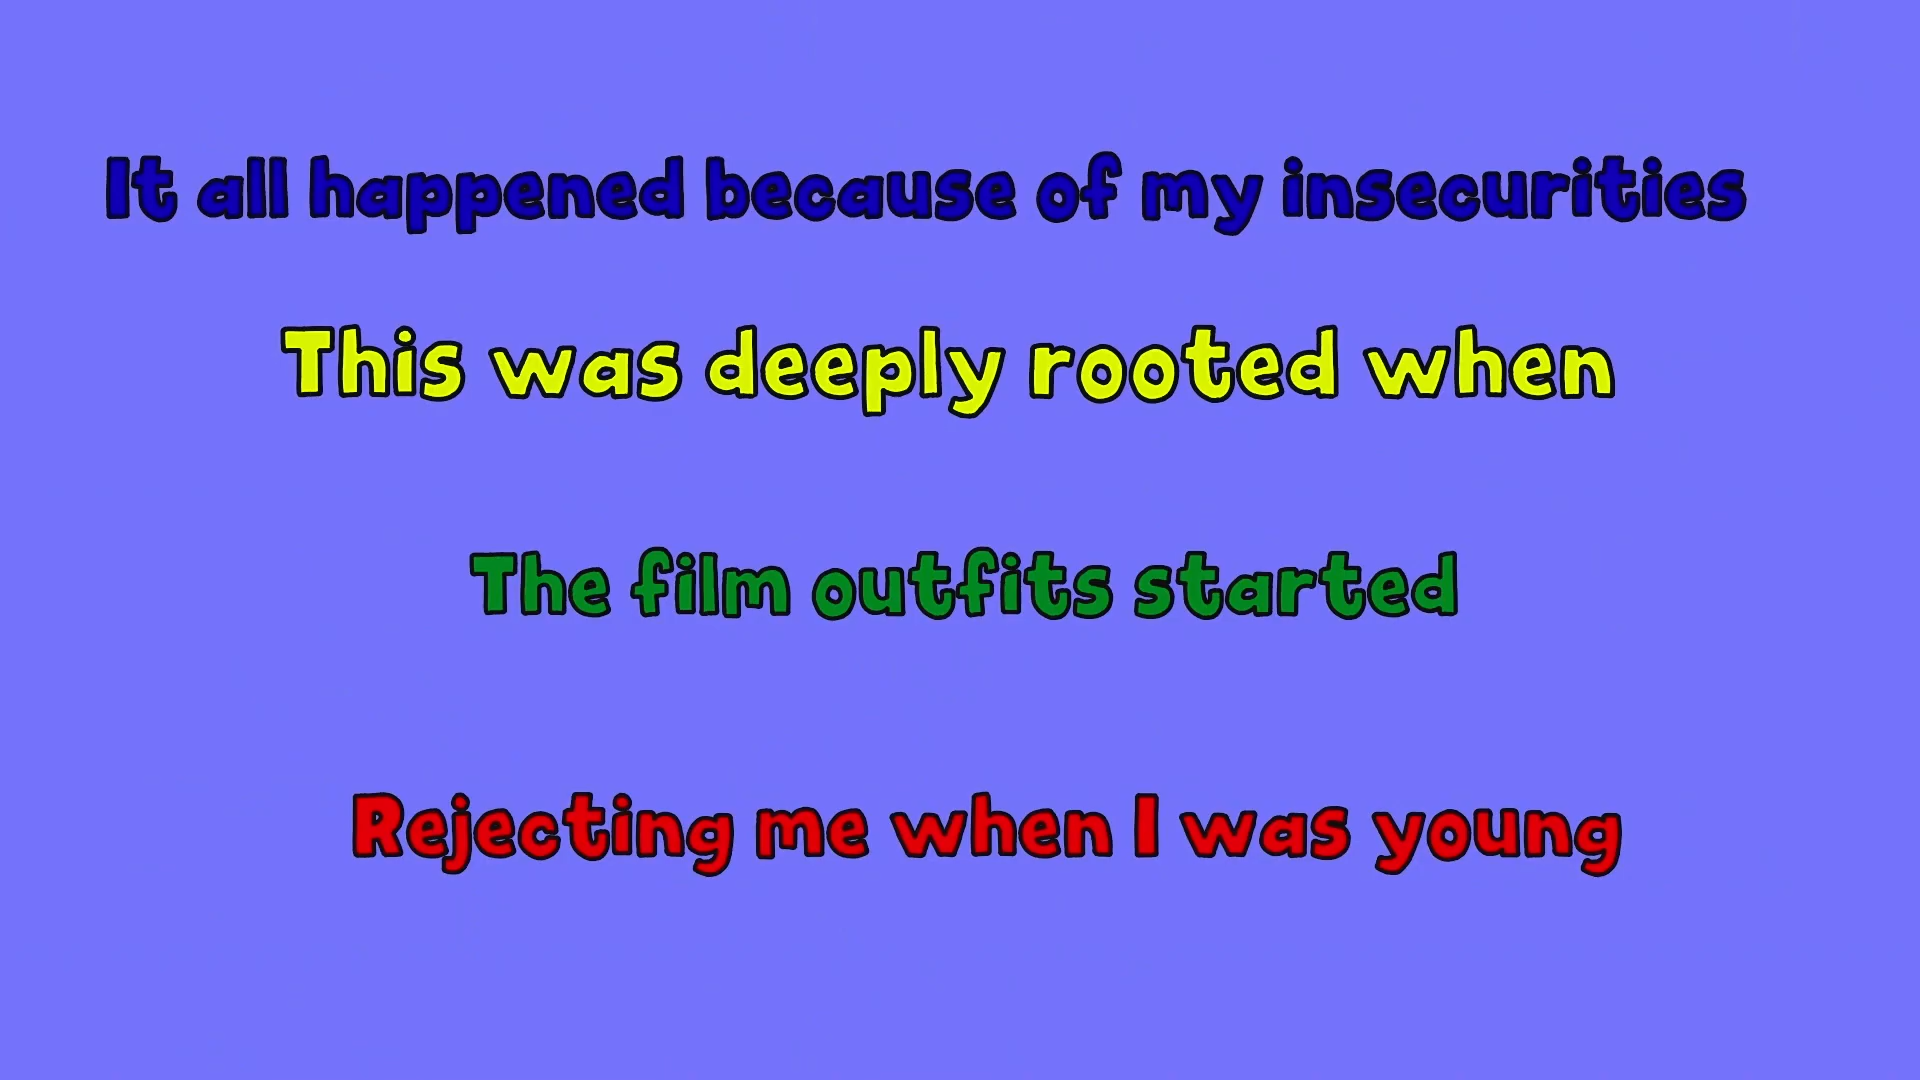 It all happened because of my insecurities
This was deeply rooted when
The film outfits started
Rejecting me when I was young